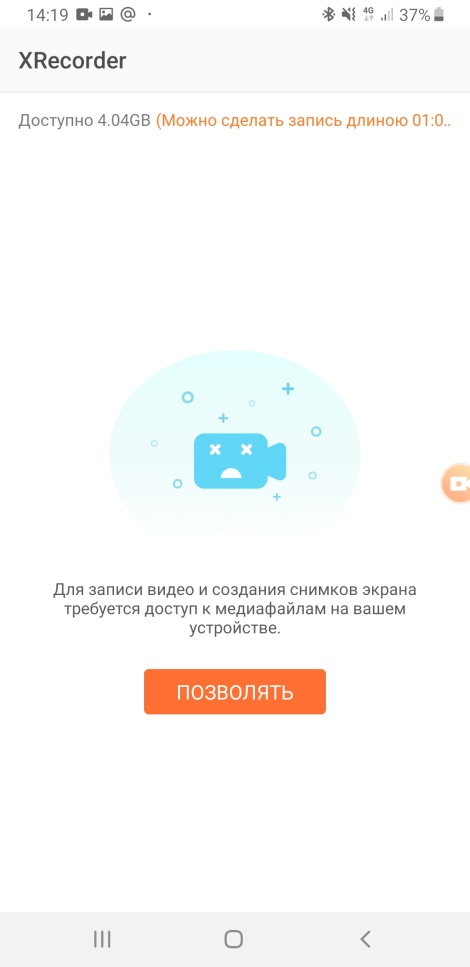 14:19 @ 4G 37%
XRecorder
Доступно 4.04GB (Можно сделать запись длиною 01:0..
Для записи видео и создания снимков экрана
требуется доступ к медиафайлам на вашем
устройстве.
ПОЗВОЛЯТЬ